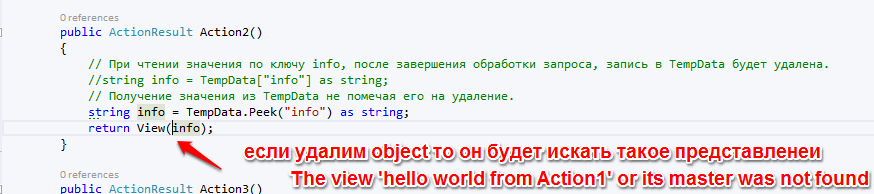 0 references
public ActionResult Action2()
{
// При чтении значения по ключу info, после завершения обработки запроса, запись в TempData будет удалена.
//string info = TempData["info"] as string;
// Получение значения из TempData не помечая его на удаление.
string info = TempData.Peek("info") as string;
return View(info);
}
если удалим object то он будет искать такое представленеи
The view 'hello world from Action1' or its master was not found
0 references
public ActionResult Action3()